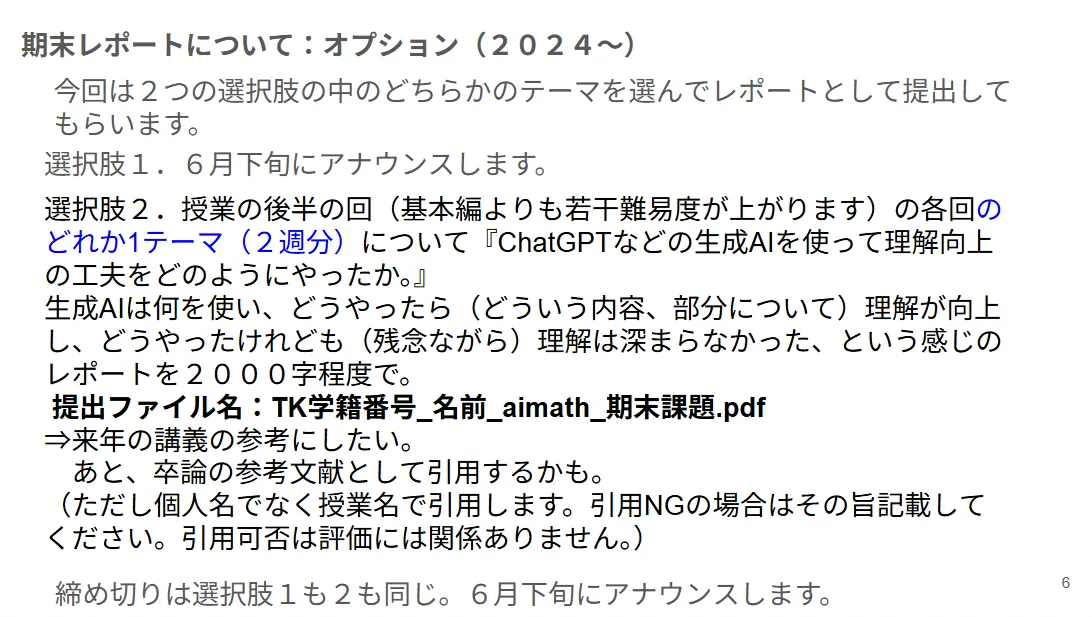 期末レポートについて：オプション（２０２４～）
今回は２つの選択肢の中のどちらかのテーマを選んでレポートとして提出して
もらいます。
選択肢１．６月下旬にアナウンスします。
選択肢２．授業の後半の回（基本編よりも若干難易度が上がります）の各回の
どれか1テーマ（２週分）について『ChatGPTなどの生成AIを使って理解向上
の工夫をどのようにやったか。』
生成AIは何を使い、どうやったら（どういう内容、部分について）理解が向上
し、どうやったけれども（残念ながら）理解は深まらなかった、という感じの
レポートを２０００字程度で。
提出ファイル名：TK学籍番号_名前_aimath_期末課題.pdf
⇒来年の講義の参考にしたい。
あと、卒論の参考文献として引用するかも。
（ただし個人名でなく授業名で引用します。引用NGの場合はその旨記載して
ください。引用可否は評価には関係ありません。）
締め切りは選択肢１も２も同じ。６月下旬にアナウンスします。
6